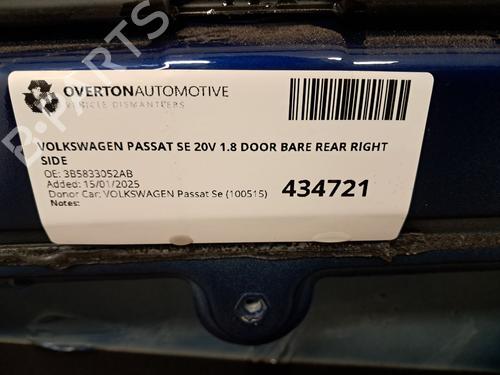 OVERTONAUTOMOTIVE
VEHICLE DISMANTLERS
VOLKSWAGEN PASSAT SE 20V 1.8 DOOR BARE REAR RIGHT
SIDE
OE: 3B5833052AB
Added: 15/01/2025
Donor Car: VOLKSWAGEN Passat Se (100515)
Notes:
434721
B-PARTS